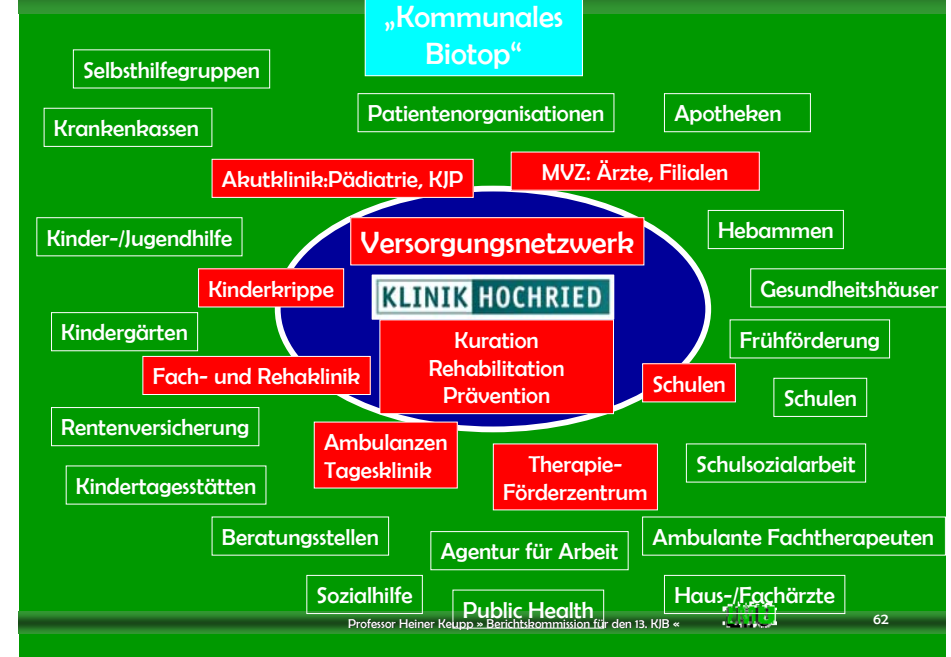 „Kommunales
Biotop“
Selbsthilfegruppen
Patientenorganisationen
Apotheken
Krankenkassen
Akutklinik:Pädiatrie, KJP
MVZ: Ärzte, Filialen
Kinder-/Jugendhilfe
Versorgungsnetzwerk
Hebammen
Kinderkrippe
KLINIK HOCHRIED
Gesundheitshäuser
Kindergärten
Kuration
Rehabilitation
Prävention
Frühförderung
Fach- und Rehaklinik
Schulen
Schulen
Rentenversicherung
Ambulanzen
Tagesklinik
Therapie-
Förderzentrum
Schulsozialarbeit
Kindertagesstätten
Beratungsstellen
Agentur für Arbeit
Ambulante Fachtherapeuten
Sozialhilfe
Public Health
Haus-/Fachärzte
Professor Heiner Keupp » Berichtskommission für den 13. KJB «
62